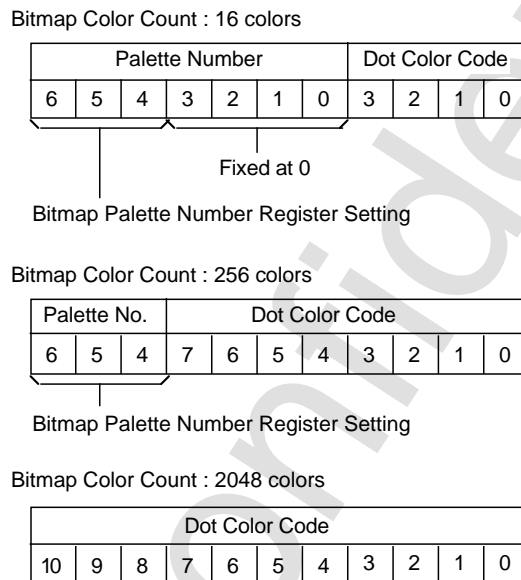 Bitmap Color Count : 16 colors
Palette Number Dot Color Code
6 5 4 3 2 1 0 3 2 1 0
Fixed at 0
Bitmap Palette Number Register Setting
Bitmap Color Count : 256 colors
Palette No. Dot Color Code
6 5 4 7 6 5 4 3 2 1 0
Bitmap Palette Number Register Setting
Bitmap Color Count : 2048 colors
Dot Color Code
10 9 8 7 6 5 4 3 2 1 0